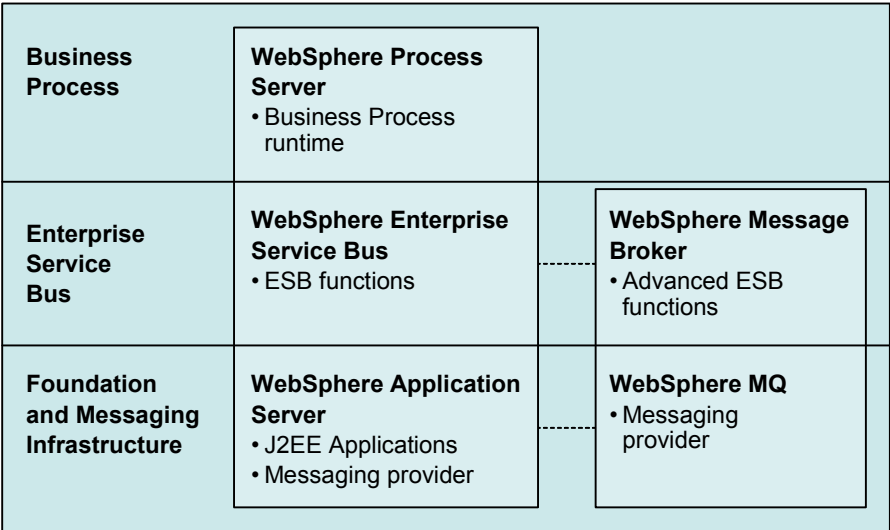 Business
Process
WebSphere Process
Server
• Business Process
runtime
Enterprise
Service
Bus
WebSphere Enterprise
Service Bus
• ESB functions
WebSphere Message
Broker
• Advanced ESB
functions
Foundation
and Messaging
Infrastructure
WebSphere Application
Server
• J2EE Applications
• Messaging provider
WebSphere MQ
• Messaging
provider